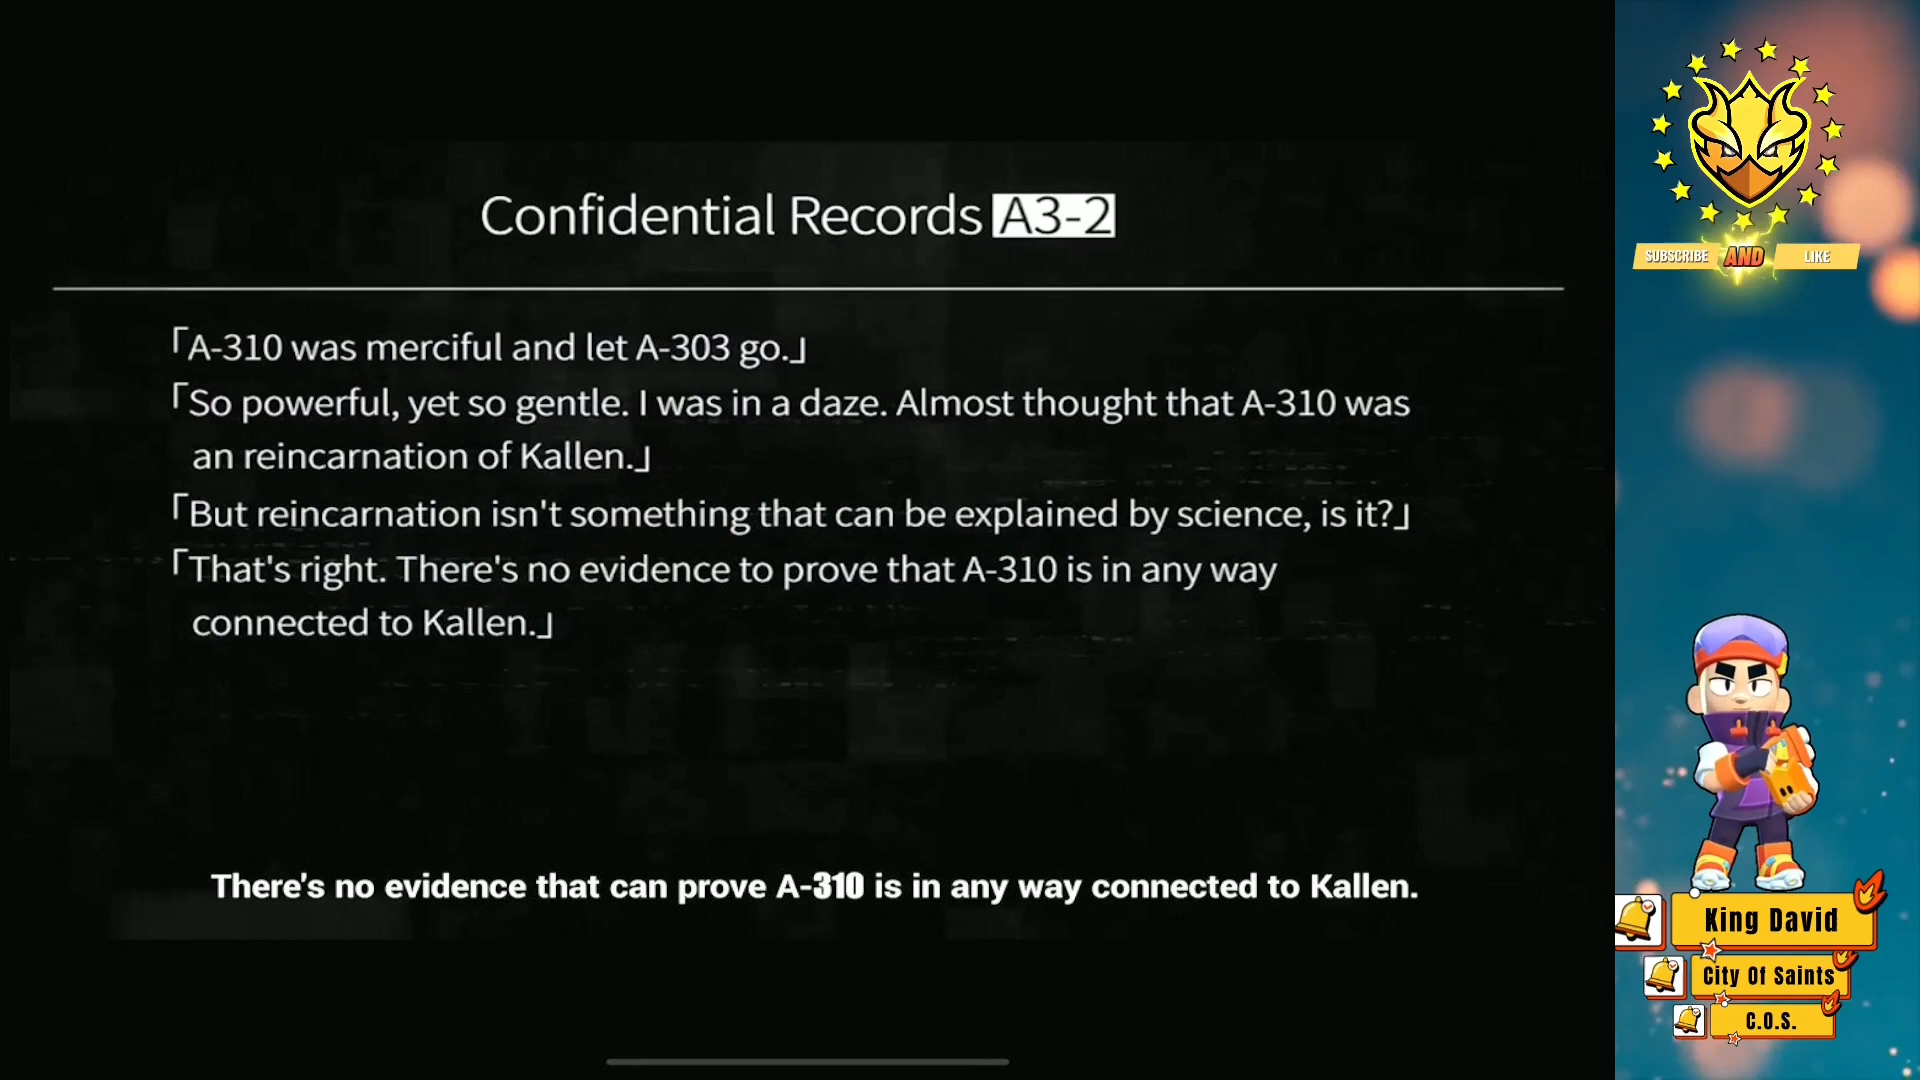 Confidential Records A3-2
「A-310 was merciful and let A-303 go.」
「So powerful, yet so gentle. I was in a daze. Almost thought that A-310 was
an reincarnation of Kallen.」
「But reincarnation isn't something that can be explained by science, is it?」
「That's right. There's no evidence to prove that A-310 is in any way
connected to Kallen.」
There's no evidence that can prove A-310 is in any way connected to Kallen.
SUBSCRIBE AND LIKE
King David
City Of Saints
C.O.S.